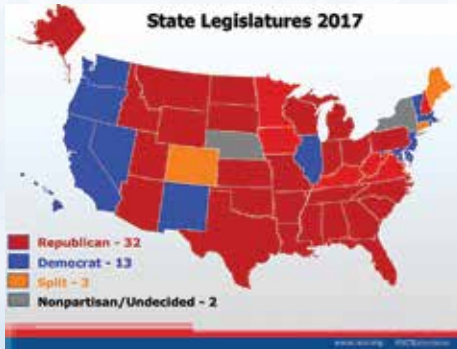 State Legislatures 2017
Republican - 32
Democrat - 13
Split - 3
Nonpartisan/Undecided - 2